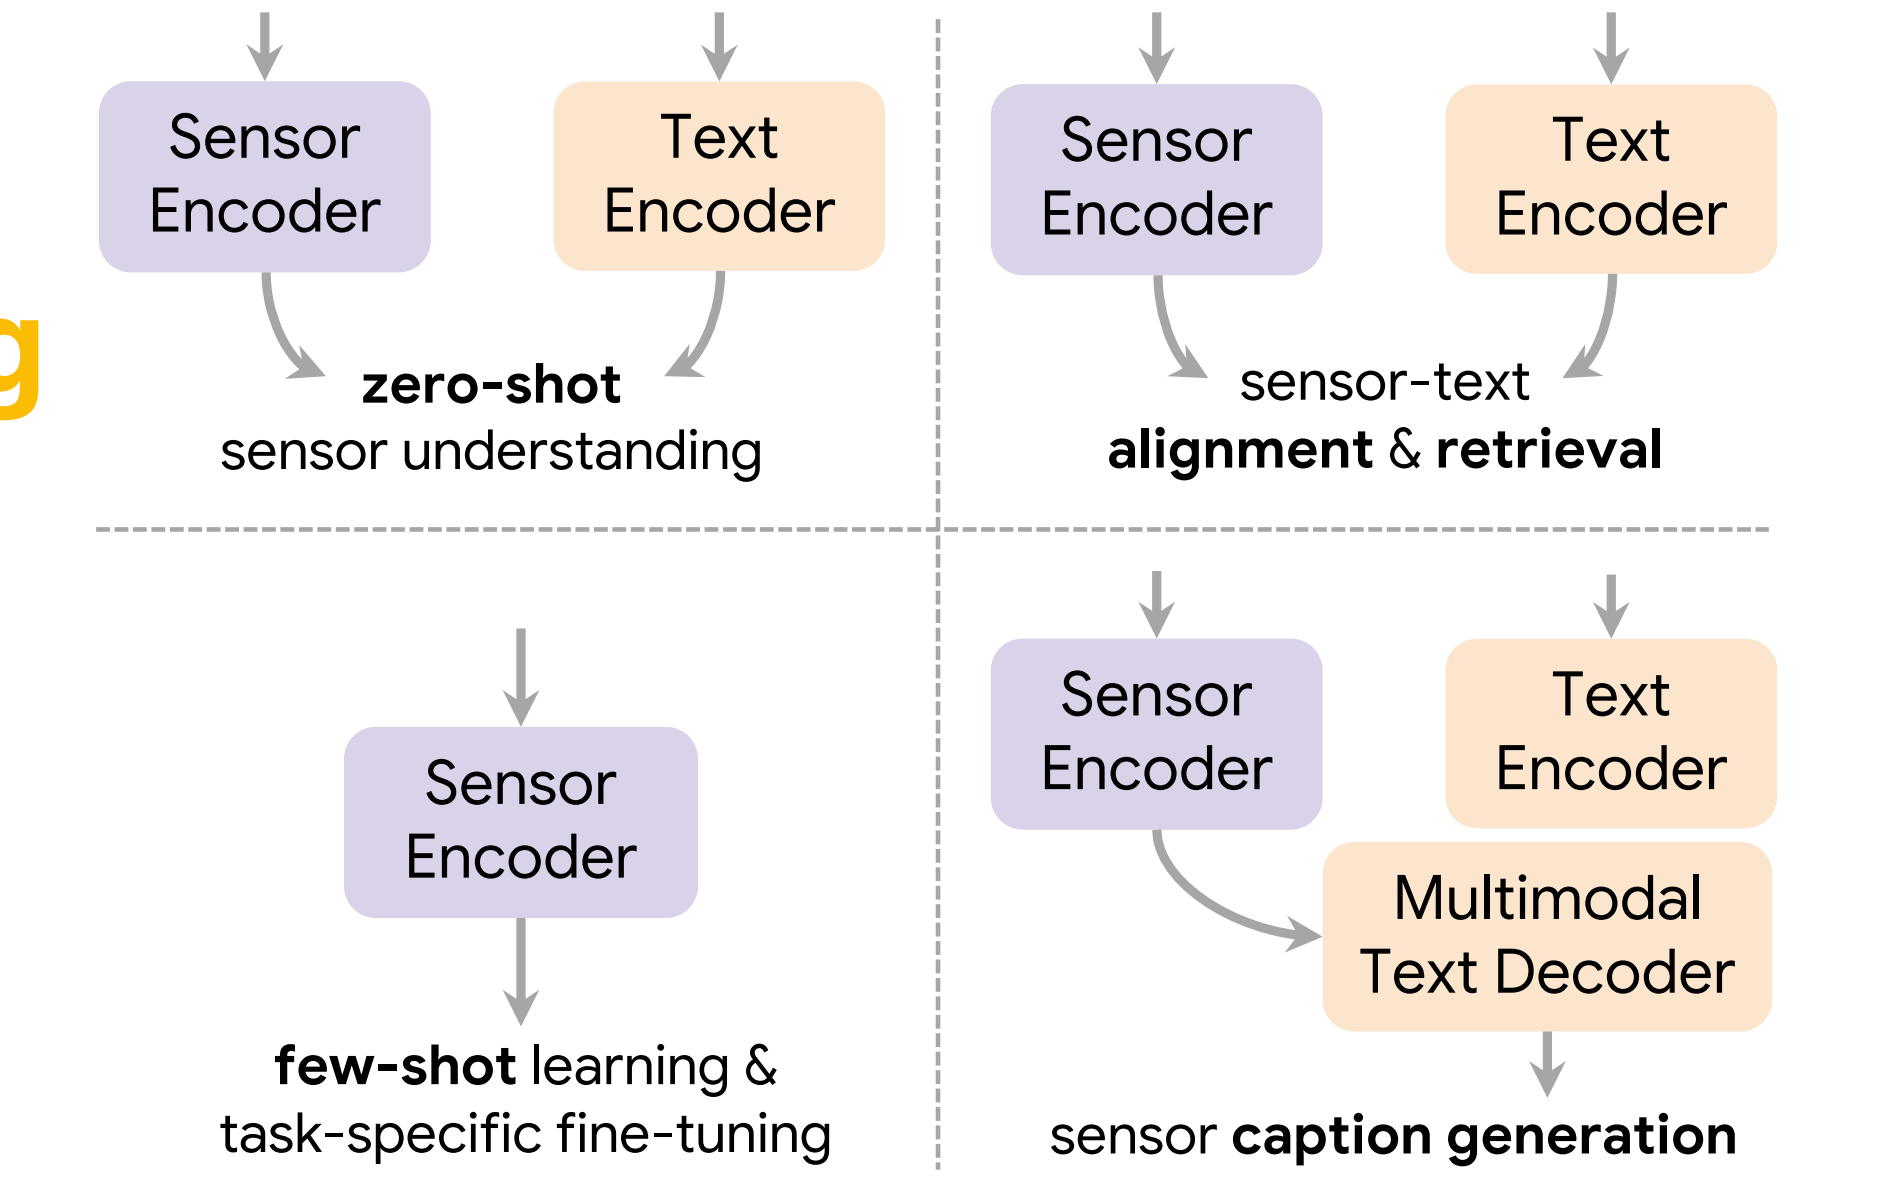 Sensor
Encoder
Text
Encoder
zero-shot
sensor understanding
Sensor
Encoder
Text
Encoder
sensor-text
alignment & retrieval
g
Sensor
Encoder
few-shot learning &
task-specific fine-tuning
Sensor
Encoder
Text
Encoder
Multimodal
Text Decoder
sensor caption generation